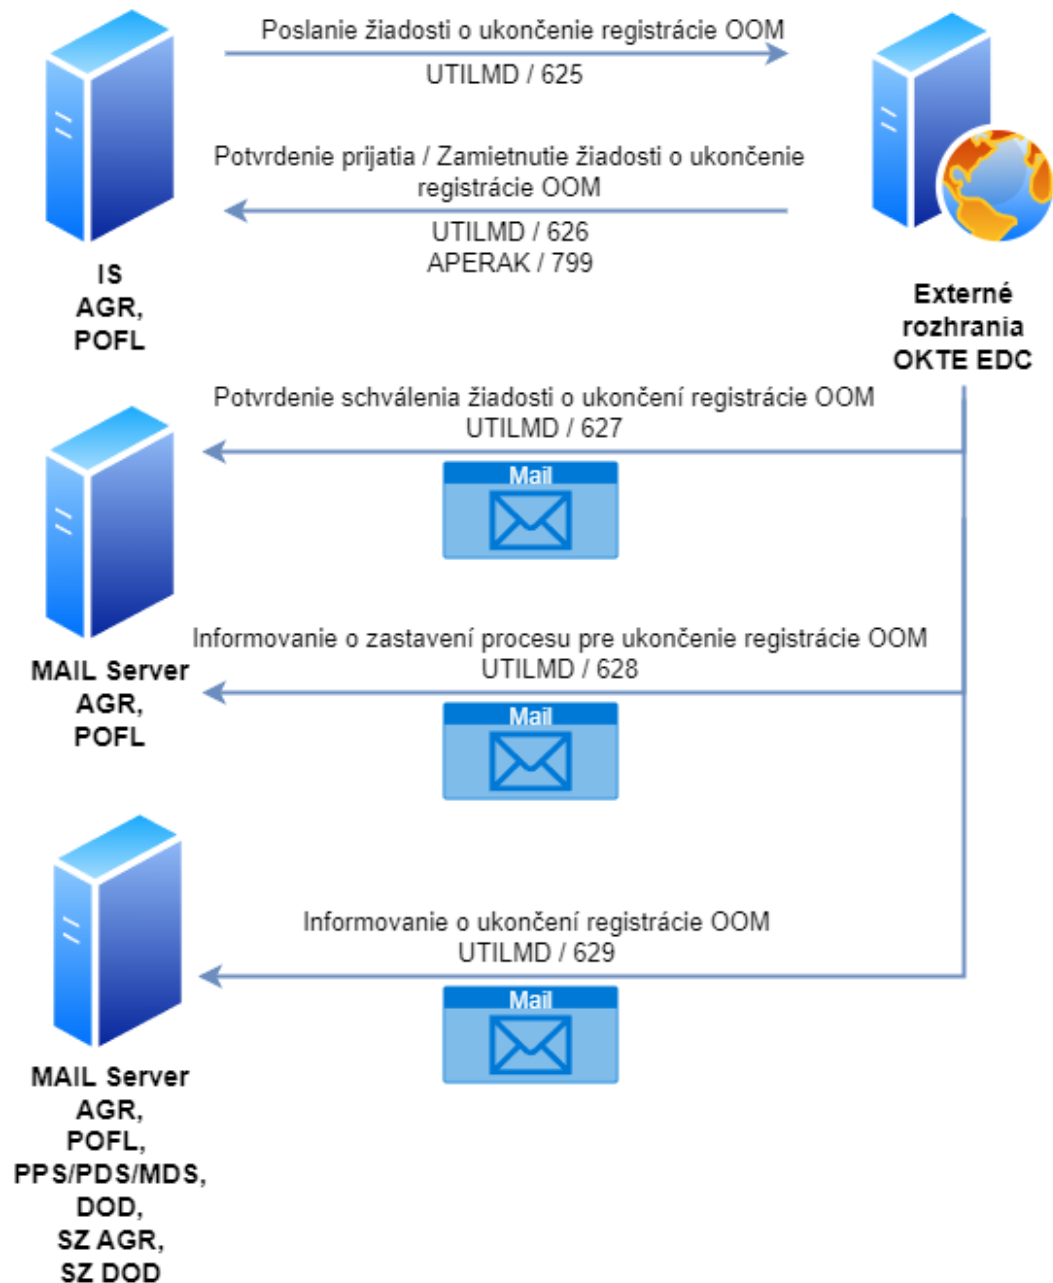 Poslanie žiadosti o ukončenie registrácie OOM
UTILMD / 625
Potvrdenie prijatia / Zamietnutie žiadosti o ukončenie
registrácie OOM
UTILMD / 626
APERAK / 799
IS
AGR,
POFL
Externé
rozhrania
OKTE EDC
Potvrdenie schválenia žiadosti o ukončení registrácie OOM
UTILMD / 627
Mail
Informovanie o zastavení procesu pre ukončenie registrácie OOM
UTILMD / 628
Mail
MAIL Server
AGR,
POFL
Informovanie o ukončení registrácie OOM
UTILMD / 629
Mail
MAIL Server
AGR,
POFL,
PPS/PDS/MDS,
DOD,
SZ AGR,
SZ DOD